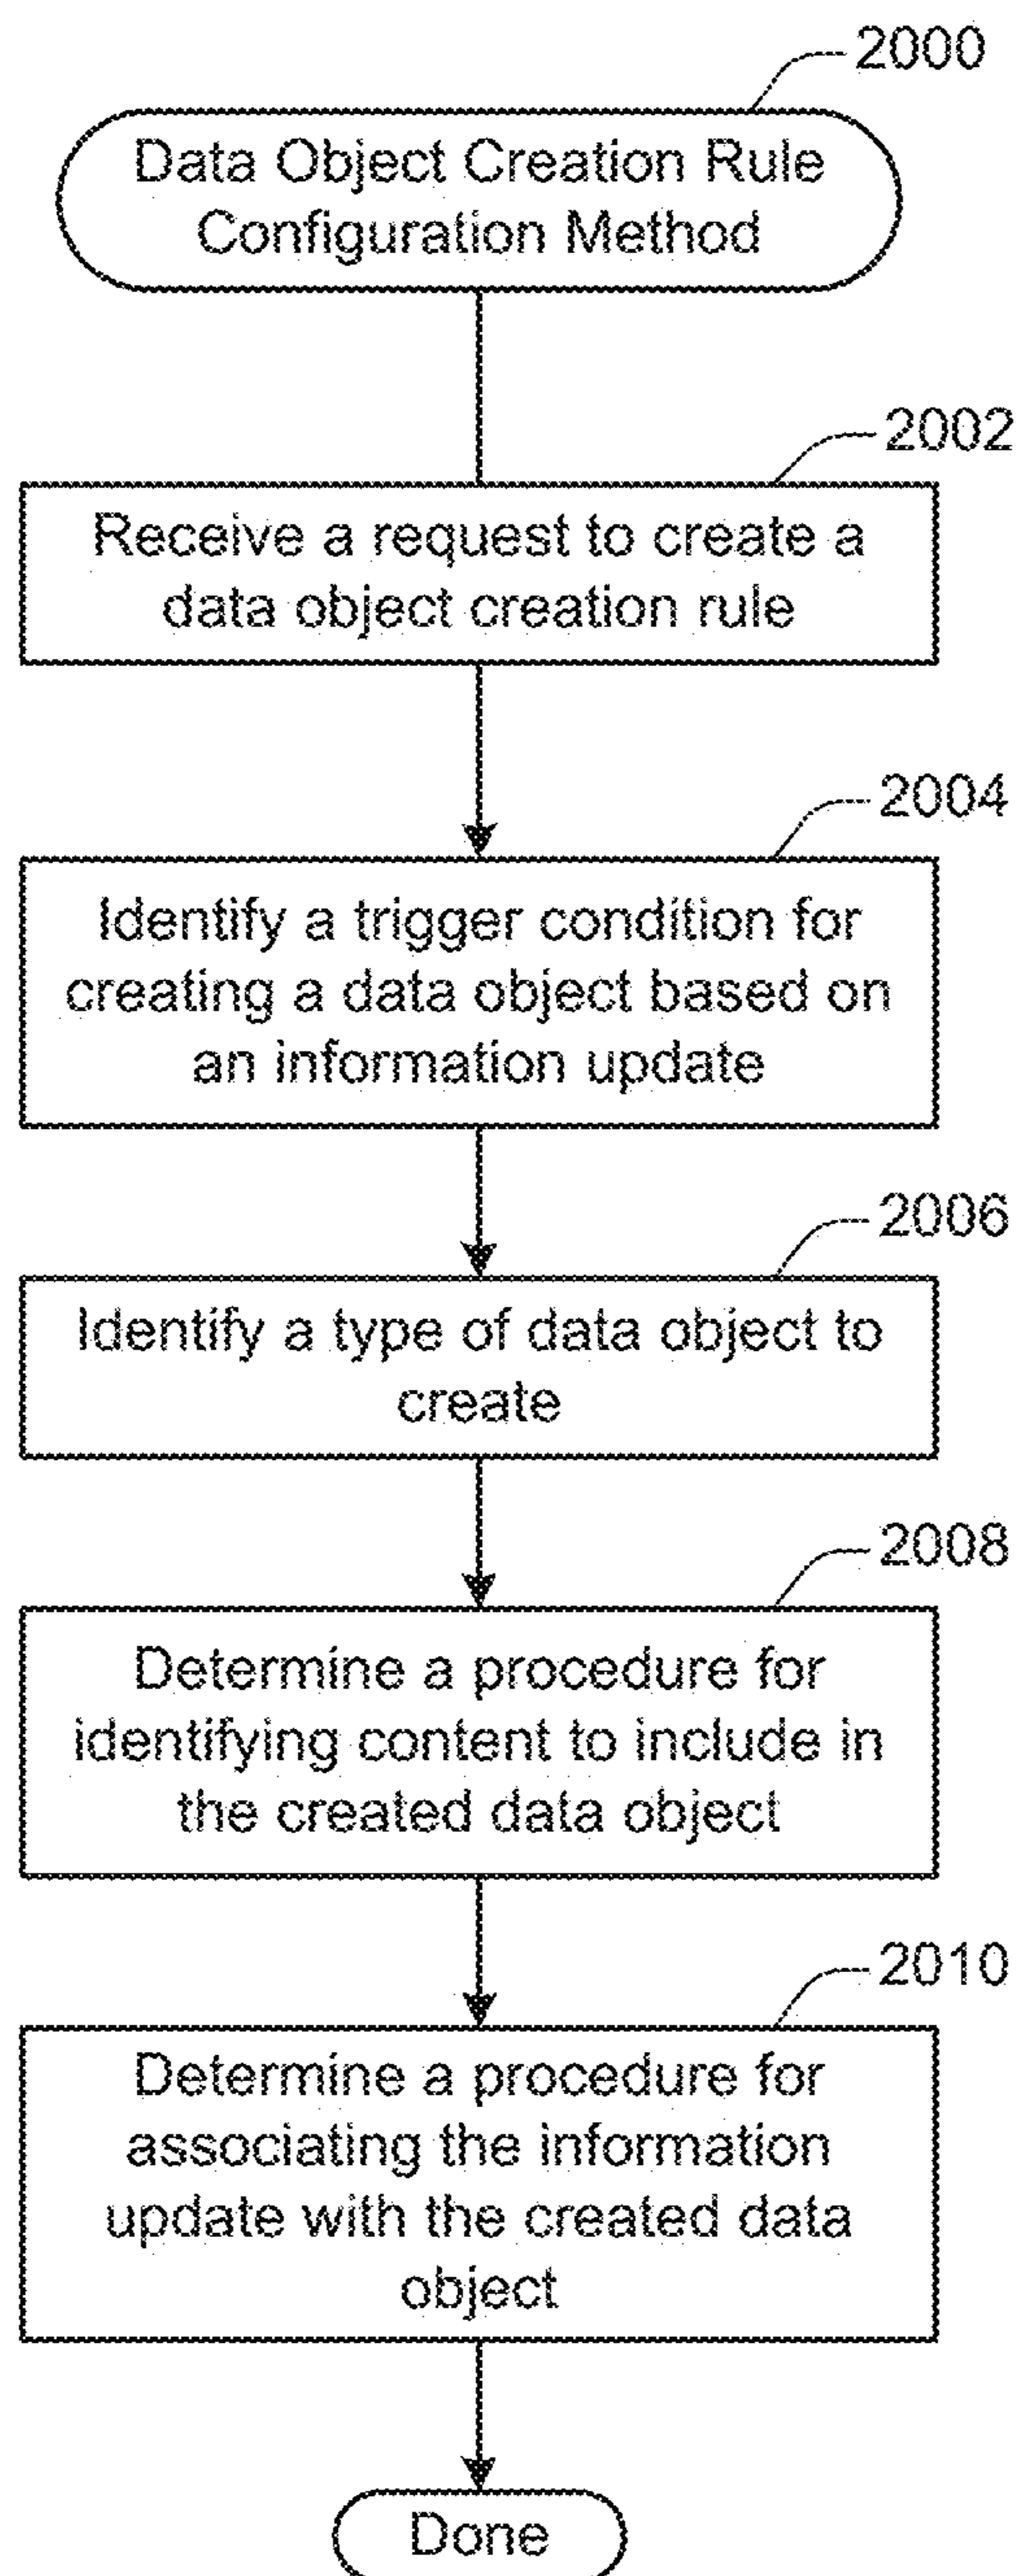 2000
Data Object Creation Rule
Configuration Method
2002
Receive a request to create a
data object creation rule
2004
Identify a trigger condition for
creating a data object based on
an information update
2006
Identify a type of data object to
create
2008
Determine a procedure for
identifying content to include in
the created data object
2010
Determine a procedure for
associating the information
update with the created data
object
Done